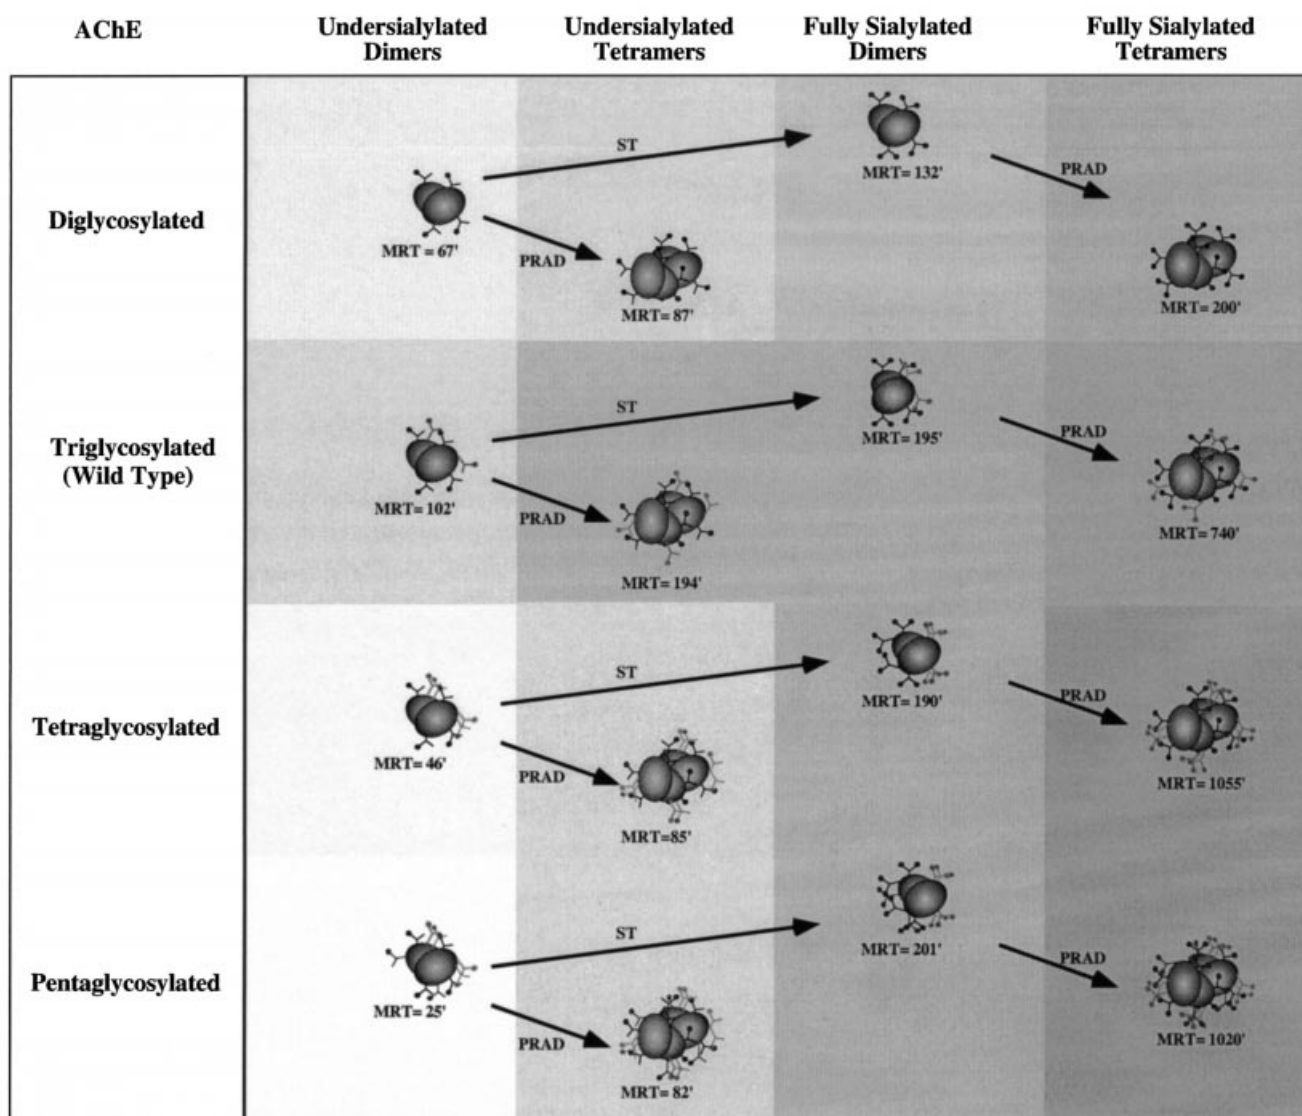 AChE
Undersialylated
Dimers
Undersialylated
Tetramers
Fully Sialylated
Dimers
Fully Sialylated
Tetramers
Diglycosylated
MRT = 67'
ST
PRAD
MRT= 87'
MRT= 132'
PRAD
MRT= 200'
Triglycosylated
(Wild Type)
MRT= 102'
ST
PRAD
MRT= 194'
MRT= 195'
PRAD
MRT= 740'
Tetraglycosylated
MRT= 46'
ST
PRAD
MRT=85'
MRT= 190'
PRAD
MRT= 1055'
Pentaglycosylated
MRT= 25'
ST
PRAD
MRT= 82'
MRT= 201'
PRAD
MRT= 1020'